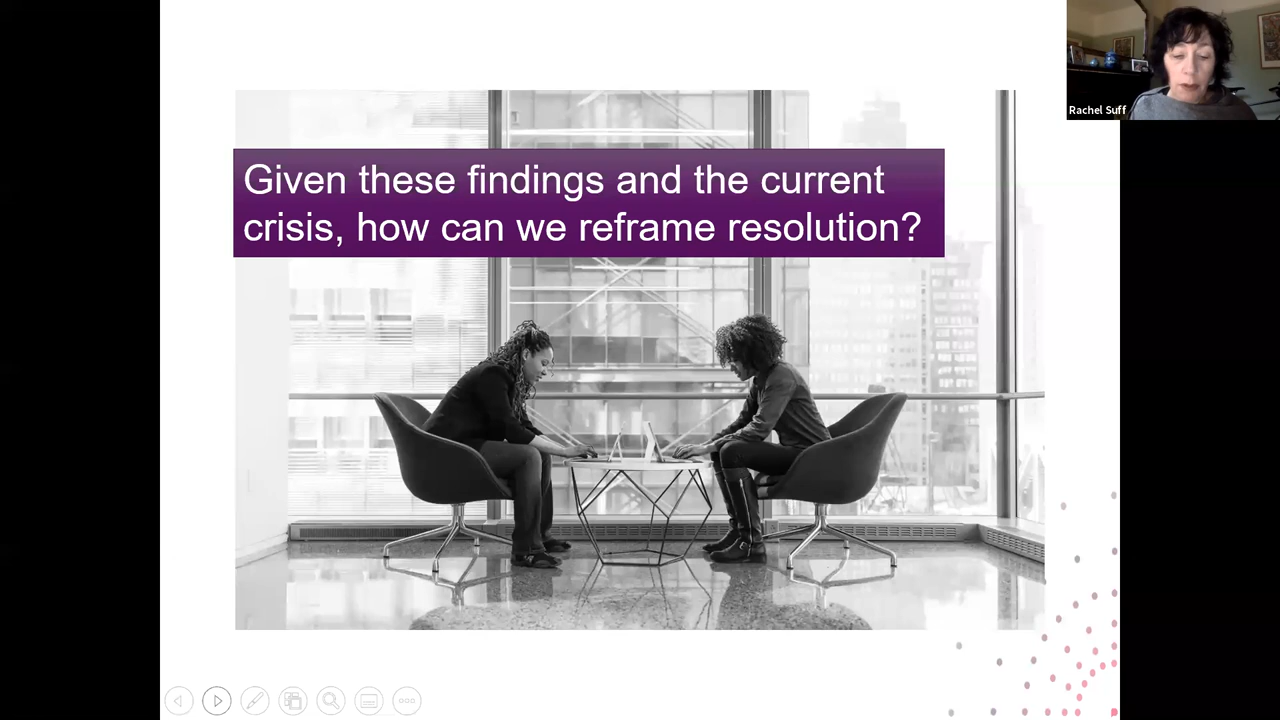 Rachel Suff
Given these findings and the current
crisis, how can we reframe resolution?